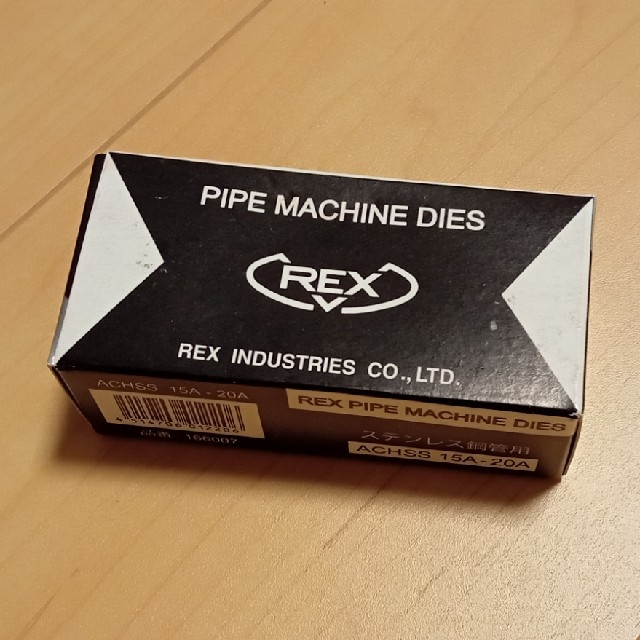 PIPE MACHINE DIES
REX
REX INDUSTRIES CO.,LTD.
ACHSS 15A-20A
品番 166007
REX PIPE MACHINE DIES
ステンレス鋼管用
ACHSS 15A-20A